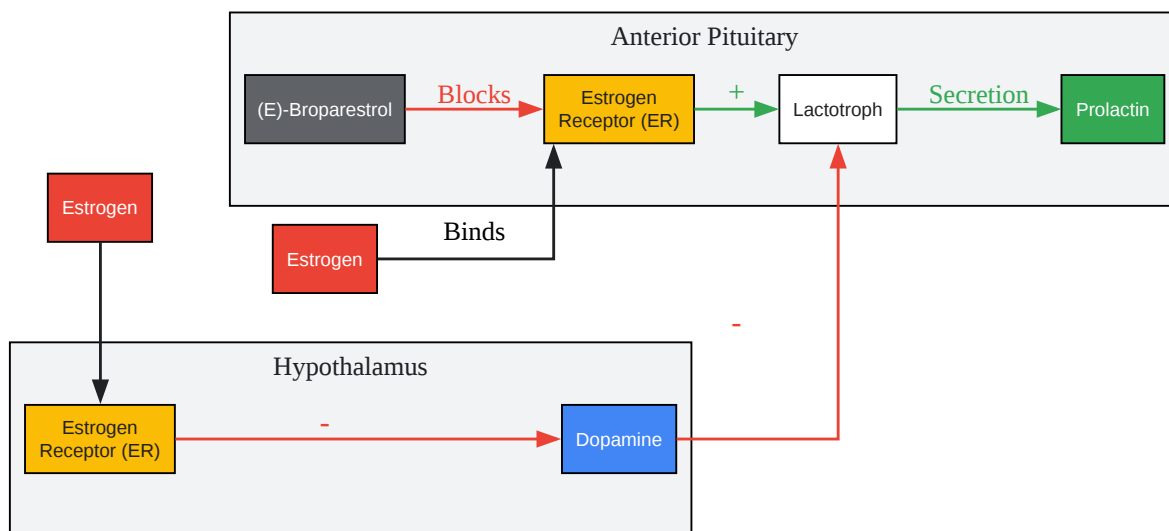 Anterior Pituitary
(E)-Broparestrol
Blocks
Estrogen
Receptor (ER)
+
Lactotroph
Secretion
Prolactin
Estrogen
Binds
Estrogen
-
Hypothalamus
Estrogen
Receptor (ER)
-
Dopamine